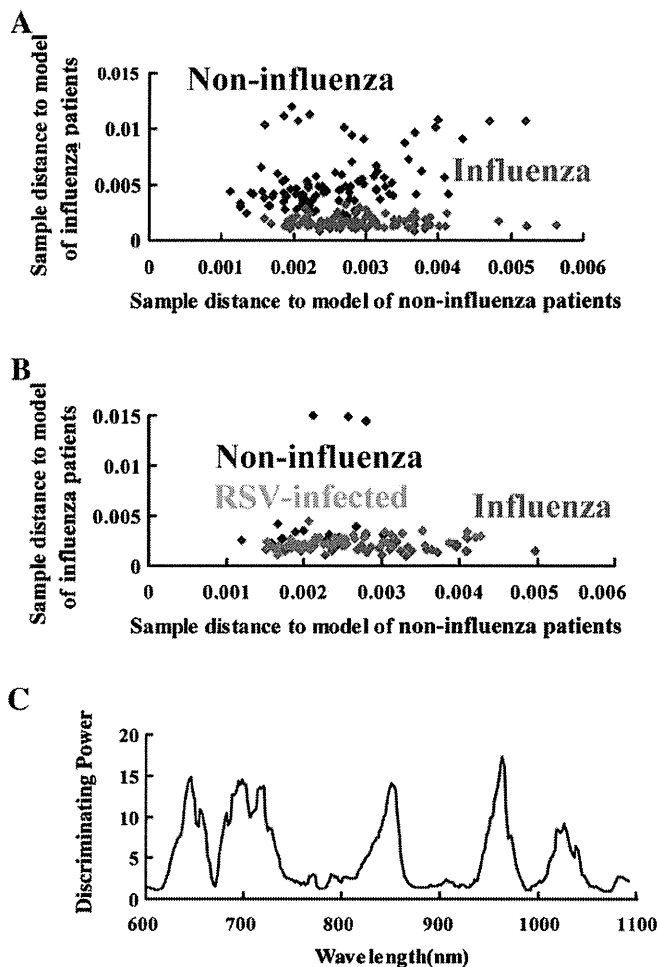 A
Sample distance to model
of influenza patients
0.015
0.01
0.005
0
Non-influenza
Influenza
0
0.001
0.002
0.003
0.004
0.005
0.006
Sample distance to model of non-influenza patients
B
Sample distance to model
of influenza patients
0.015
0.01
0.005
0
Non-influenza
RSV-infected
Influenza
0
0.001
0.002
0.003
0.004
0.005
0.006
Sample distance to model of non-influenza patients
C
Discriminating Power
20
15
10
5
0
600
700
800
900
1000
1100
Wavelength(nm)